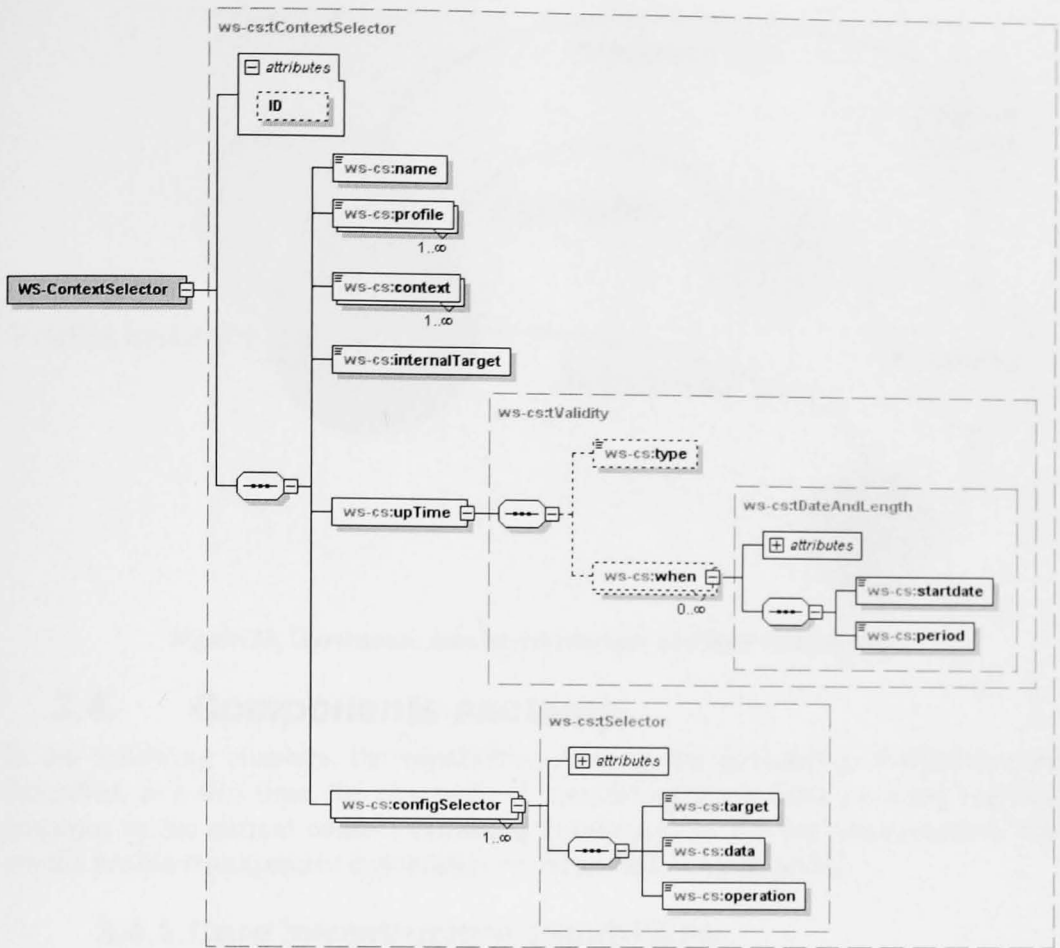 ws-cs:tContextSelector
attributes
ID
ws-cs:name
ws-cs:profile
1..∞
WS-ContextSelector
ws-cs:context
1..∞
ws-cs:internalTarget
ws-cs:tValidity
ws-cs:type
ws-cs:upTime
ws-cs:tDateAndLength
attributes
ws-cs:when
0..∞
ws-cs:startdate
ws-cs:period
ws-cs:tSelector
attributes
ws-cs:configSelector
1..∞
ws-cs:target
ws-cs:data
ws-cs:operation